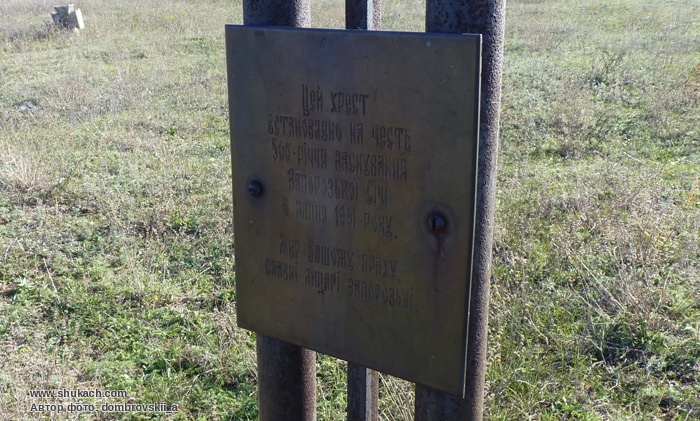 Цей хрест
встановлено на честь
500-річчя заснування
Запорозької Січі
6 липня 1991 року.
Мир вашому праху,
славні лицарі запорозькі.
www.shukach.com
Автор фото: dombrovskii.a